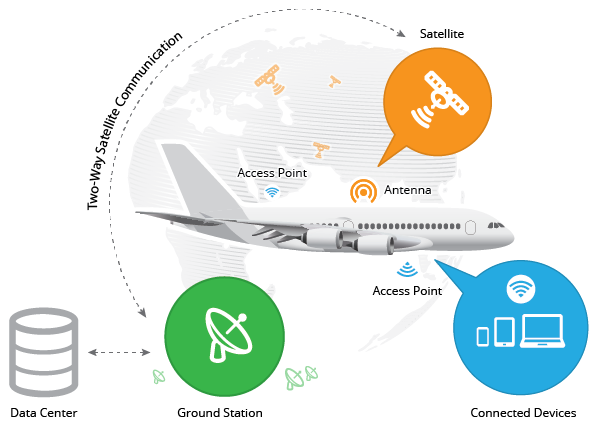 Satellite
Two-Way Satellite Communication
Access Point
Antenna
Access Point
Data Center
Ground Station
Connected Devices